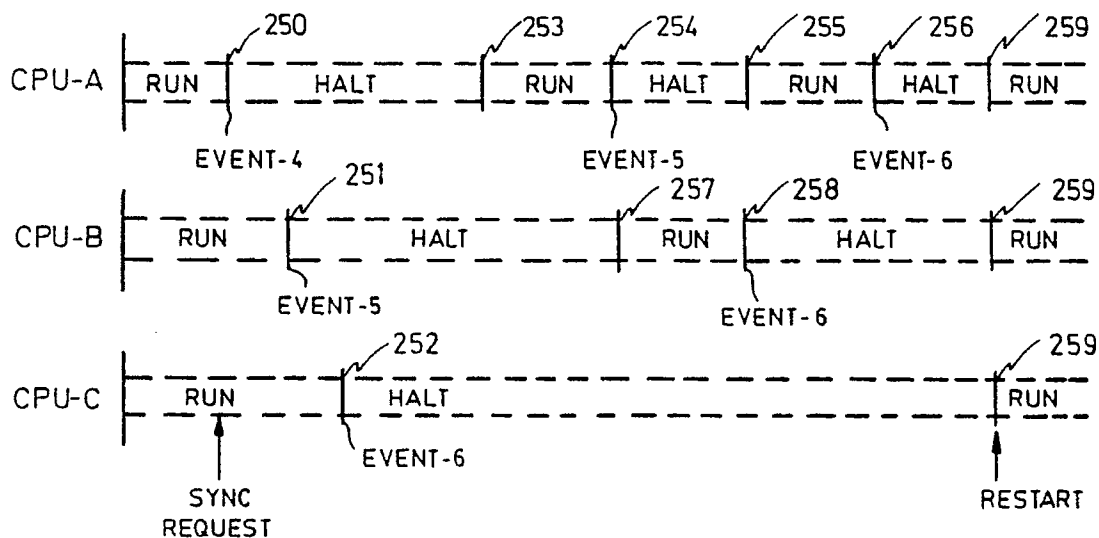 250 253 254 255 256 259
CPU-A RUN HALT RUN HALT RUN HALT RUN
EVENT-4 EVENT-5 EVENT-6
251 257 258 259
CPU-B RUN HALT RUN HALT RUN
EVENT-5 EVENT-6
252 259
CPU-C RUN HALT RUN
EVENT-6
SYNC RESTART
REQUEST